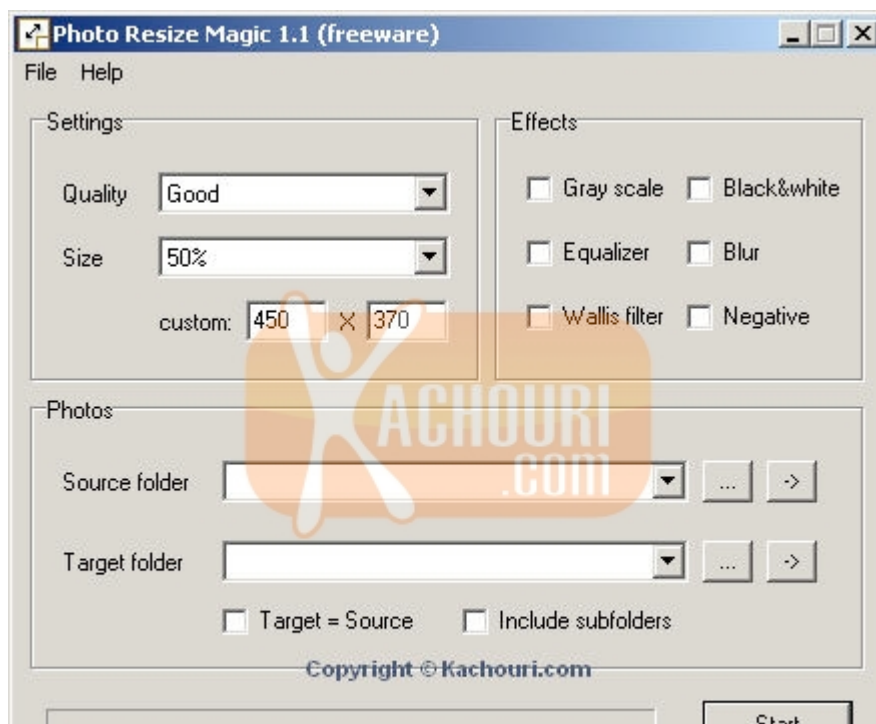 Photo Resize Magic 1.1 (freeware)
File Help
Settings
Quality Good
Size 50%
custom: 450 X 370
Effects
Gray scale Black&white
Equalizer Blur
Wallis filter Negative
KACHOURI
.com
Photos
Source folder ... ->
Target folder ... ->
Target = Source Include subfolders
Copyright © Kachouri.com
Start